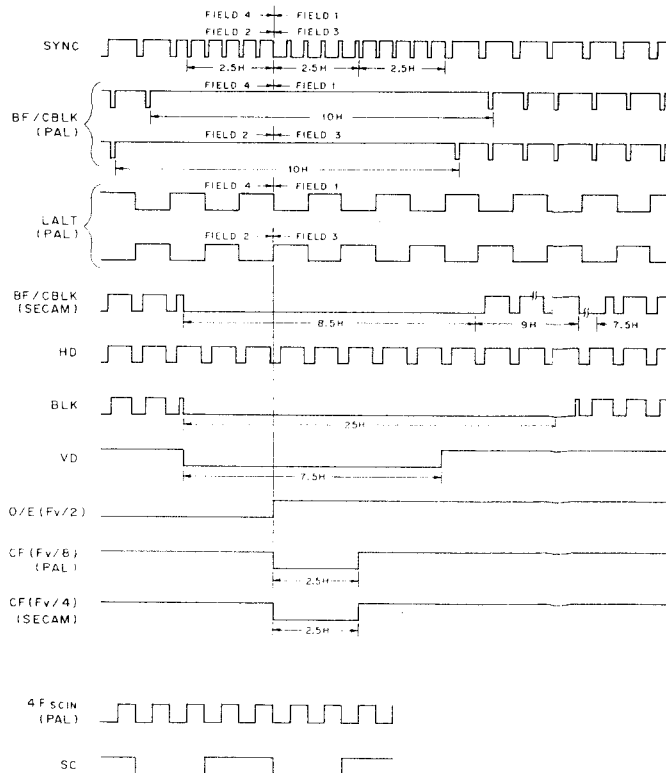 FIELD 4 FIELD 1
FIELD 2 FIELD 3
SYNC
2.5H 2.5H 2.5H
FIELD 4 FIELD 1
BF/CBLK
(PAL)
10H
FIELD 2 FIELD 3
10H
FIELD 4 FIELD 1
LALT
(PAL)
FIELD 2 FIELD 3
BF/CBLK
(SECAM)
8.5H 9H 7.5H
HD
BLK
25H
VD
7.5H
O/E(Fv/2)
CF(Fv/8)
(PAL)
2.5H
CF(Fv/4)
(SECAM)
2.5H
4FSCIN
(PAL)
SC